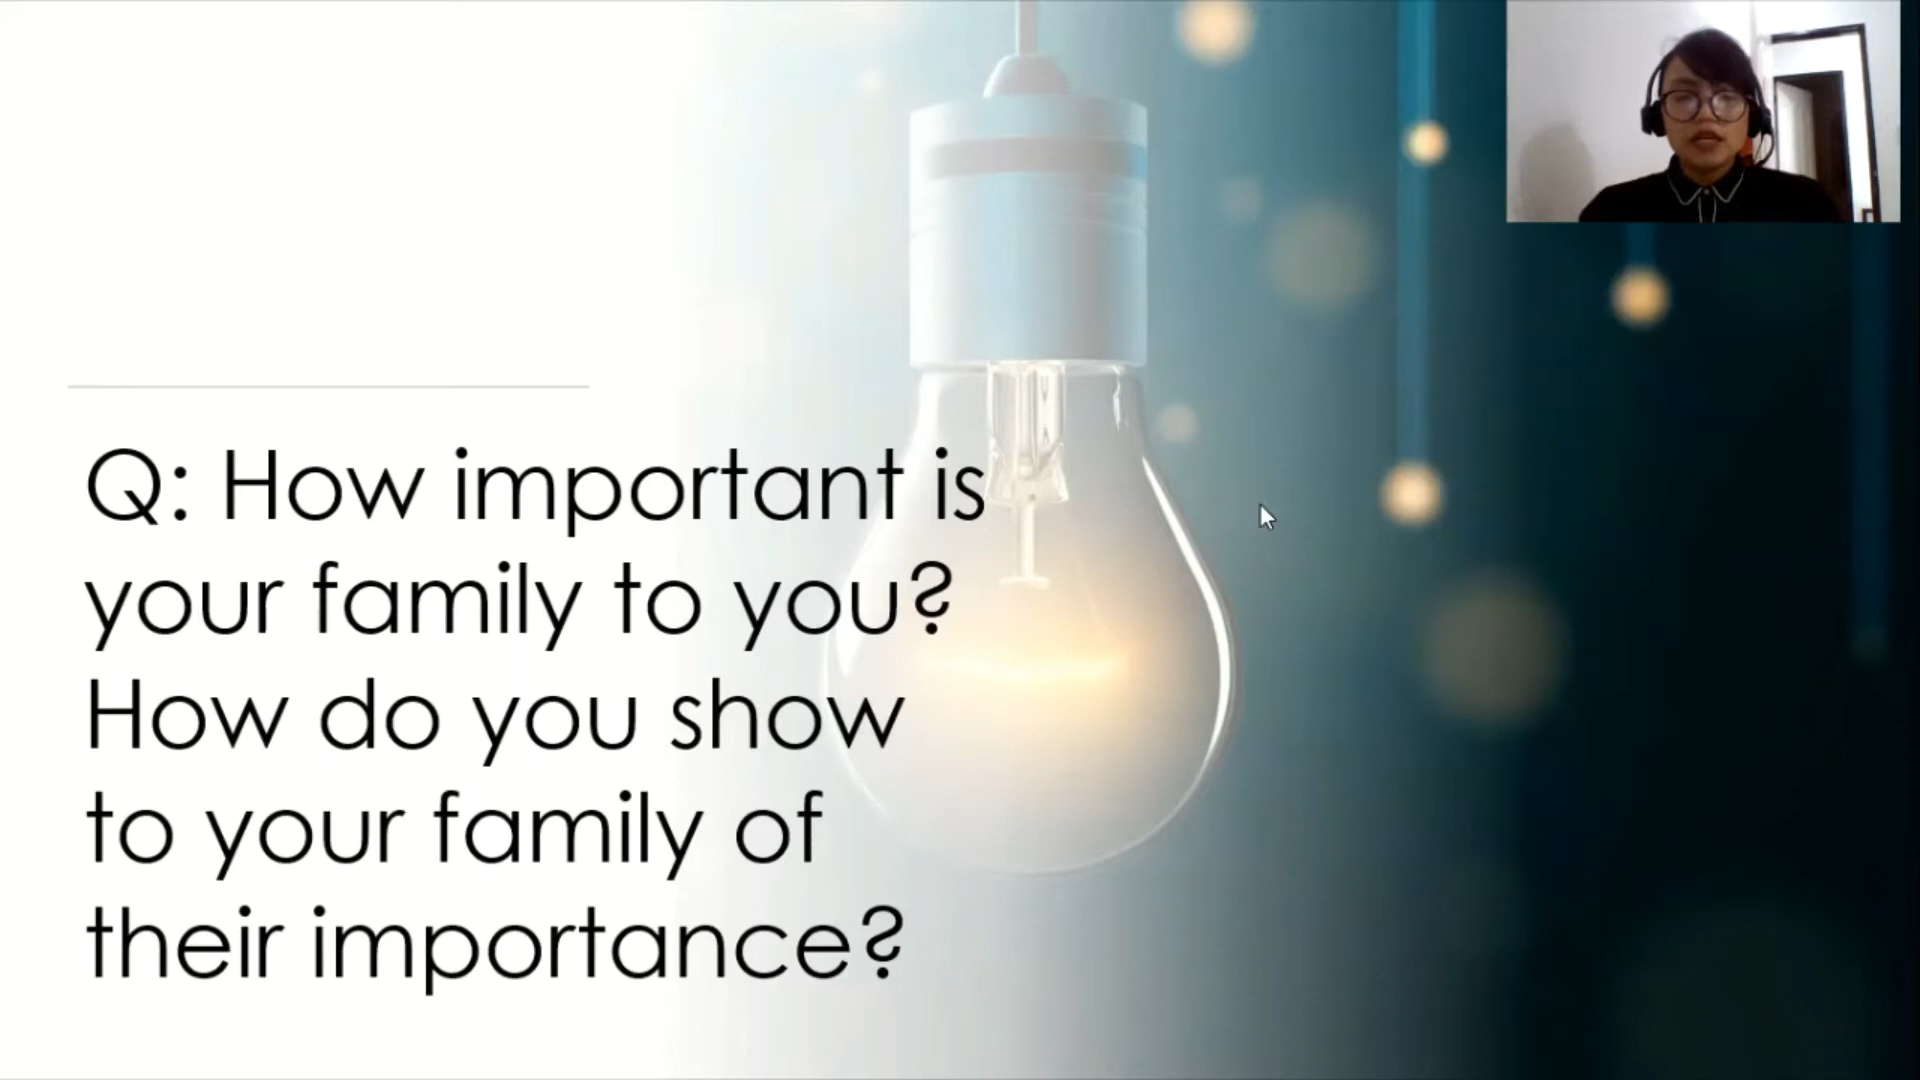 Q: How important is
your family to you?
How do you show
to your family of
their importance?